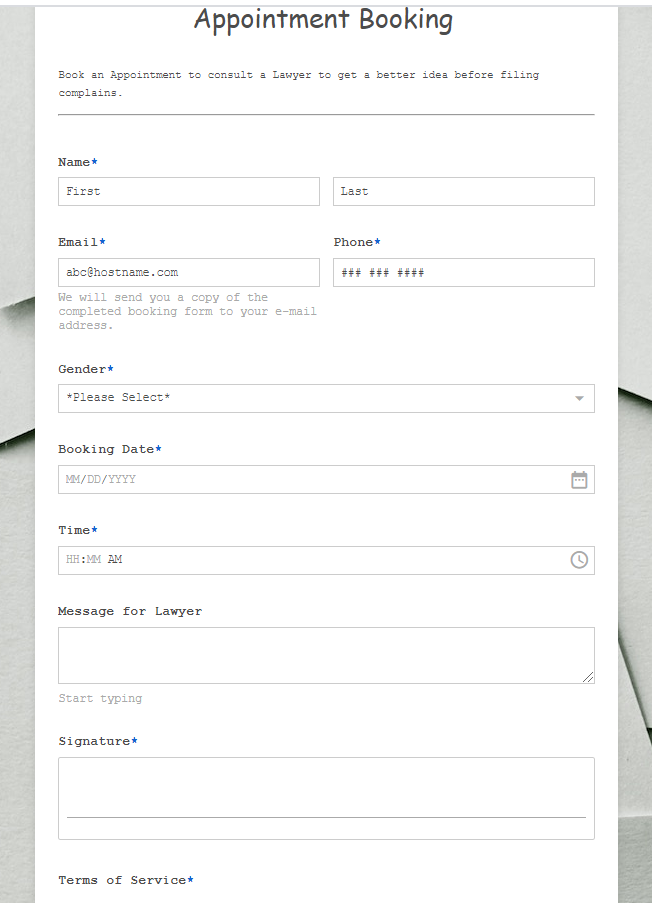 Appointment Booking
Book an Appointment to consult a Lawyer to get a better idea before filing
complains.
Name*
First
Last
Email*
Phone*
abc@hostname.com
### ### ####
We will send you a copy of the
completed booking form to your e-mail
address.
Gender*
*Please Select*
Booking Date*
MM/DD/YYYY
Time*
HH:MM AM
Message for Lawyer
Start typing
Signature*
Terms of Service*